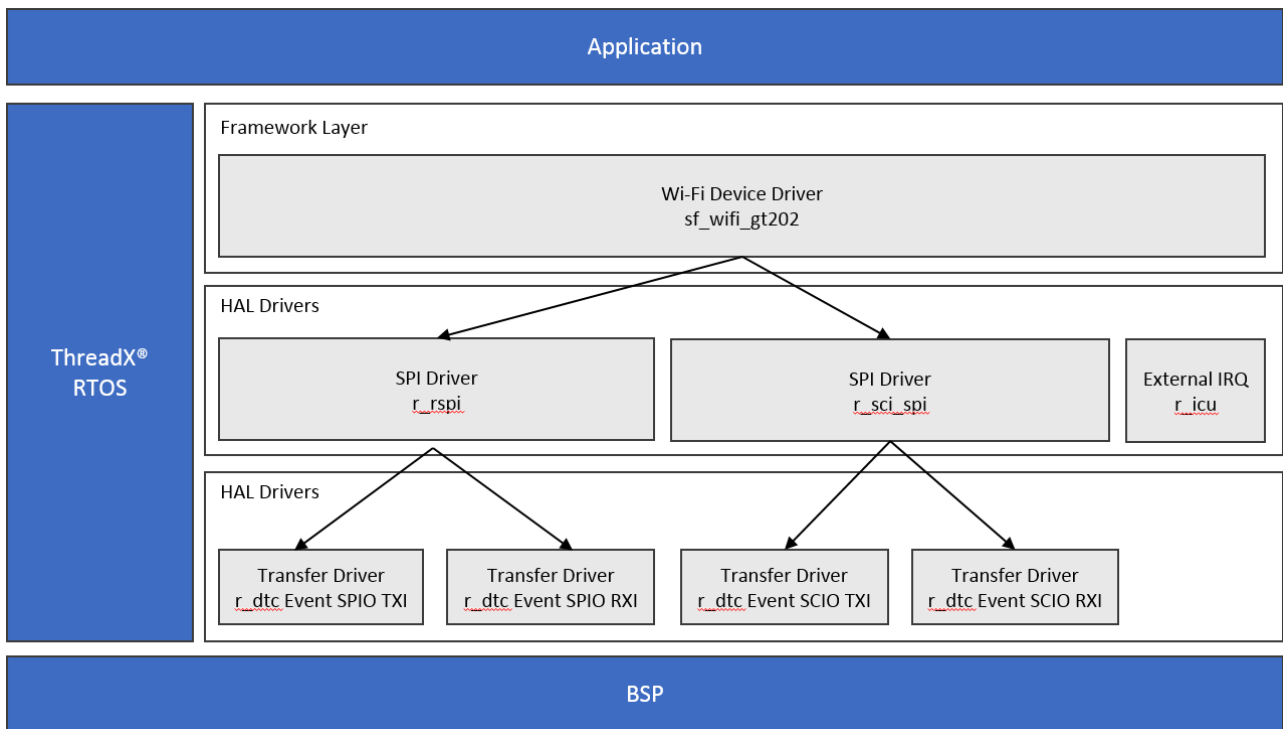 Application
ThreadX®
RTOS
Framework Layer
Wi-Fi Device Driver
sf_wifi_gt202
HAL Drivers
SPI Driver
r_rspi
SPI Driver
r_sci_spi
External IRQ
r_icu
HAL Drivers
Transfer Driver
r_dtc Event SPIO TXI
Transfer Driver
r_dtc Event SPIO RXI
Transfer Driver
r_dtc Event SCIO TXI
Transfer Driver
r_dtc Event SCIO RXI
BSP